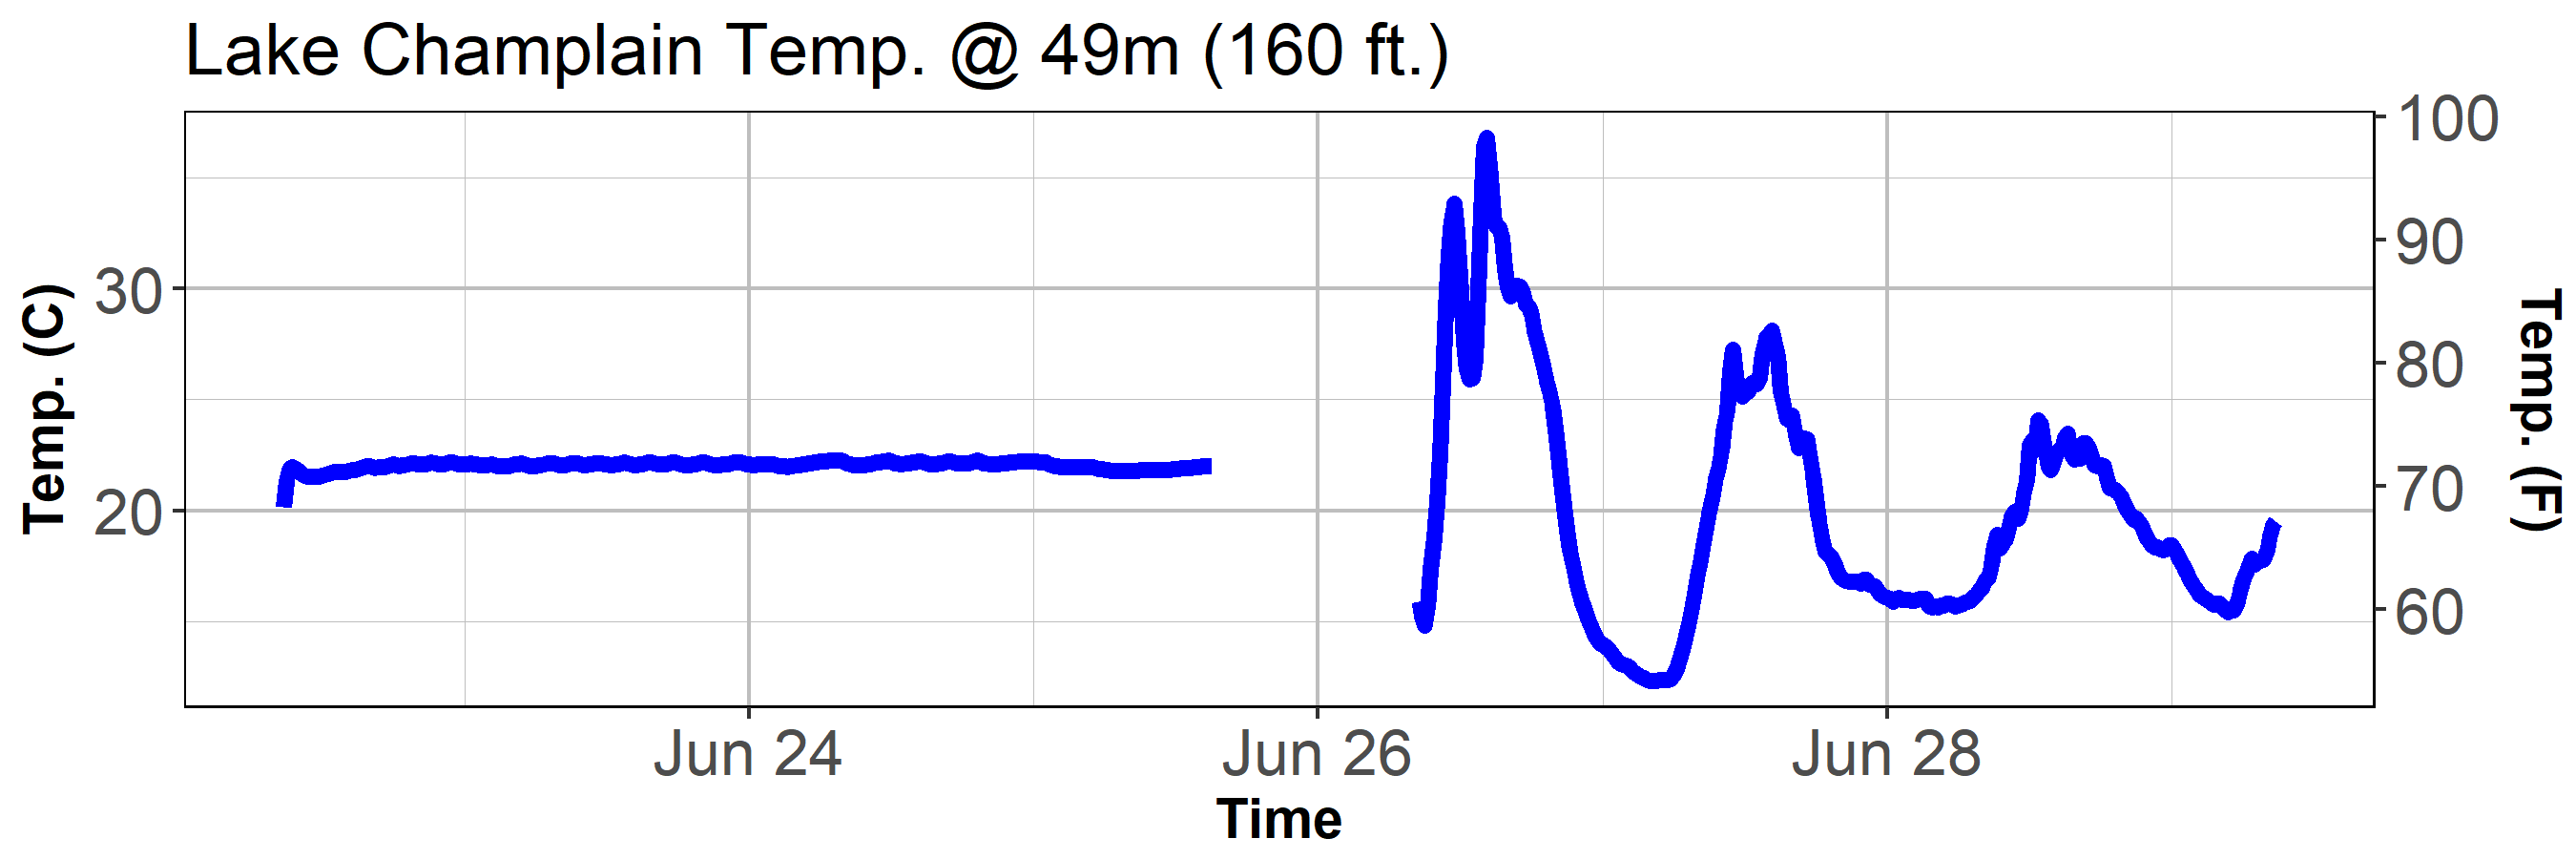 Lake Champlain Temp. @ 49m (160 ft.)
Temp. (C)
30
20
100
90
80
70
60
Temp. (F)
Jun 24
Jun 26
Jun 28
Time